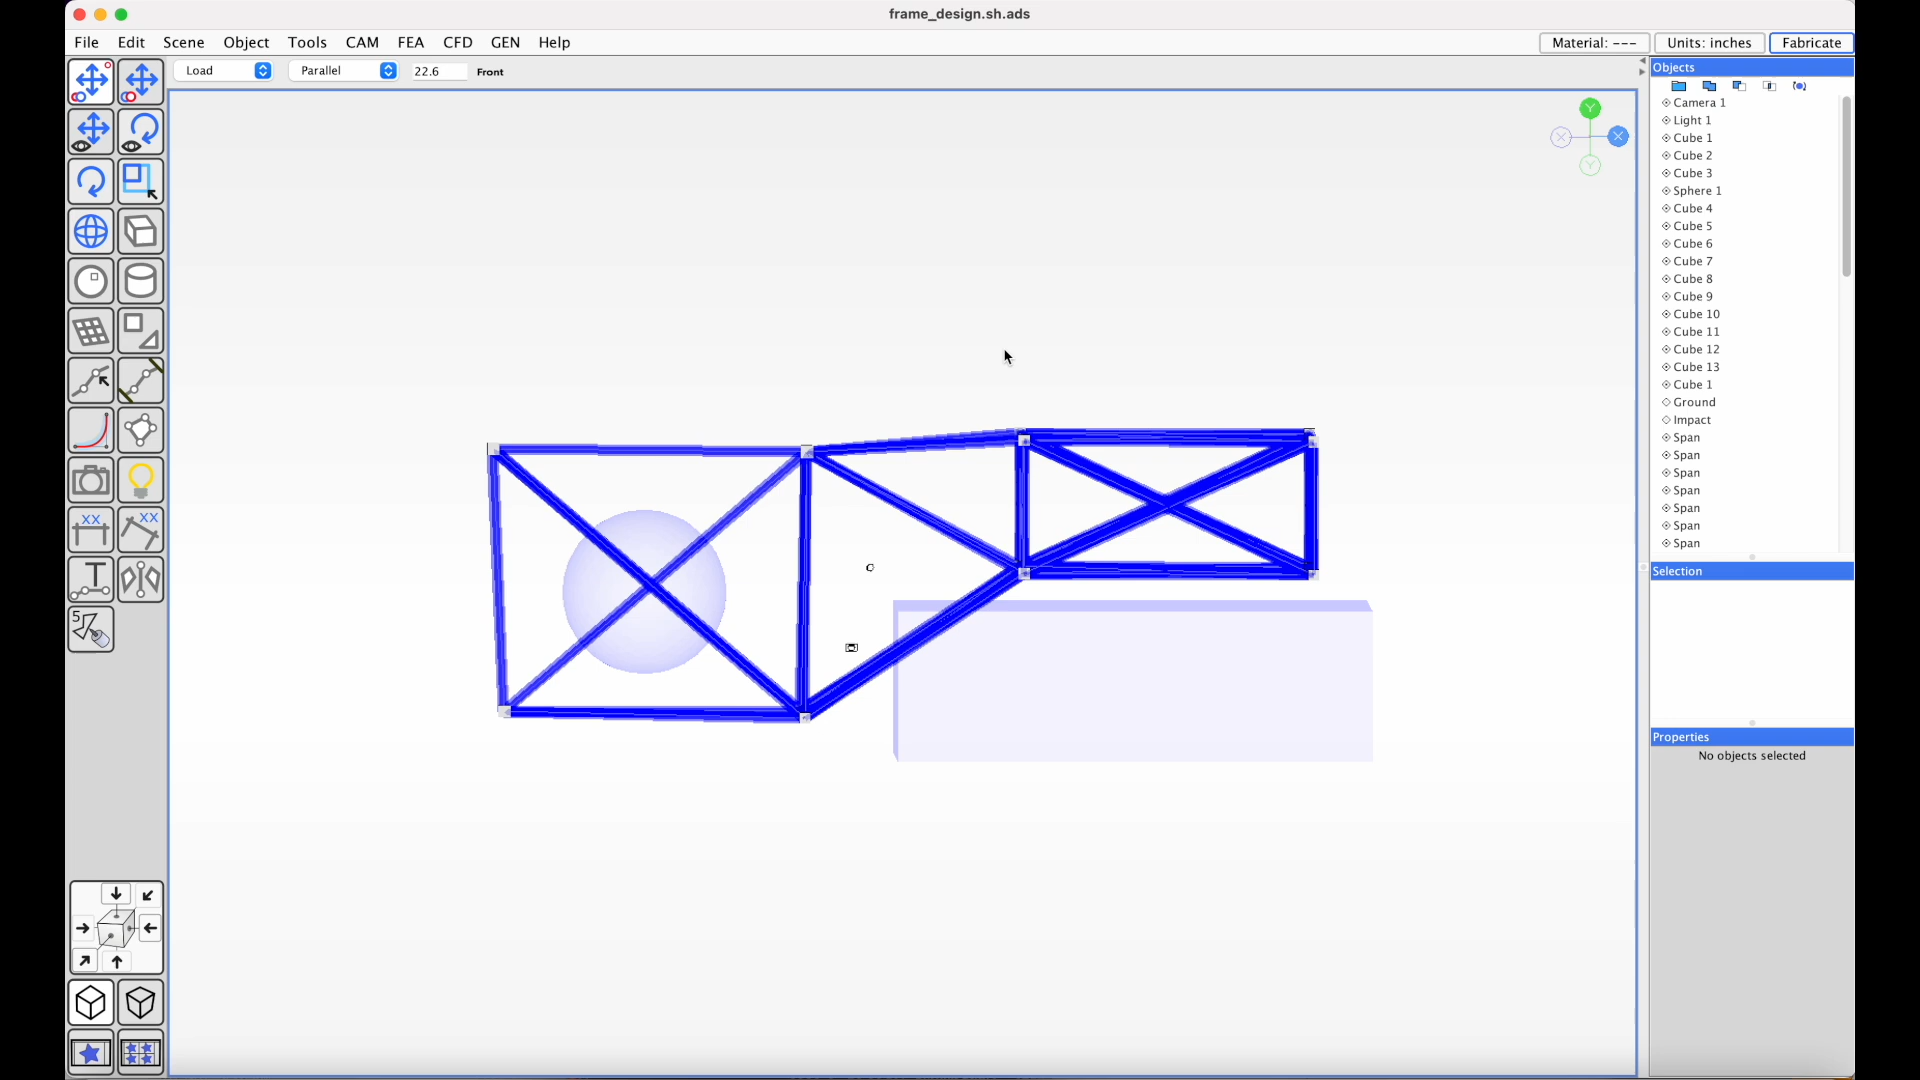 frame_design.sh.ads
File Edit Scene Object Tools CAM FEA CFD GEN Help
Material: --- Units: inches Fabricate
Load Parallel 22.6 Front
Y
X X
Y
XX XX
T
5
Objects
Camera 1
Light 1
Cube 1
Cube 2
Cube 3
Sphere 1
Cube 4
Cube 5
Cube 6
Cube 7
Cube 8
Cube 9
Cube 10
Cube 11
Cube 12
Cube 13
Cube 1
Ground
Impact
Span
Span
Span
Span
Span
Span
Span
Selection
Properties
No objects selected